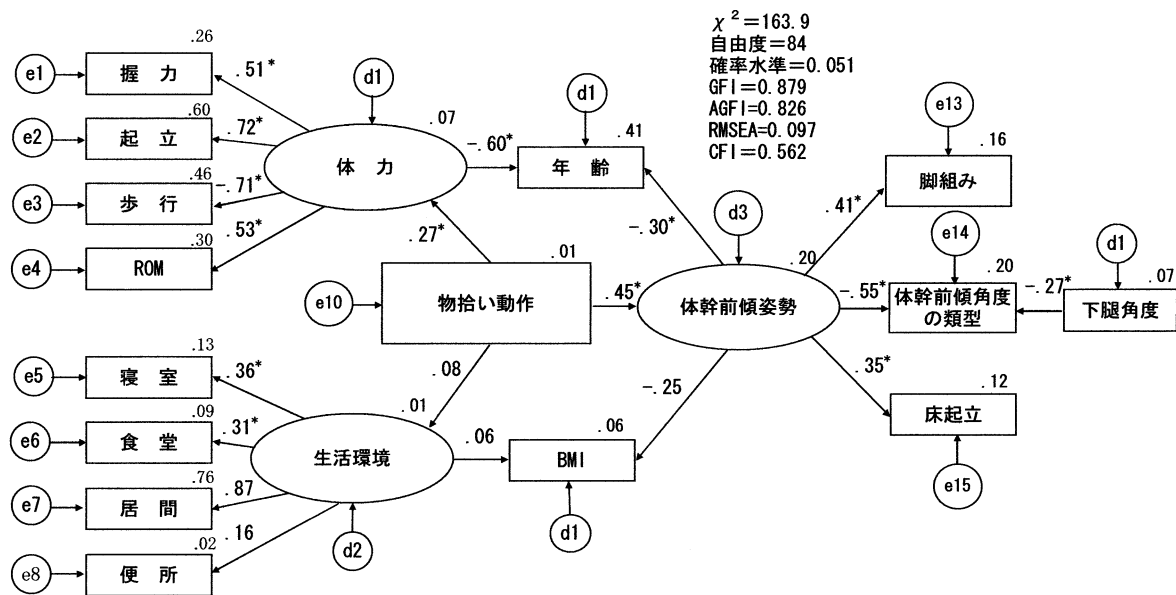 χ²=163.9
自由度=84
確率水準=0.051
GFI=0.879
AGFI=0.826
RMSEA=0.097
CFI=0.562
e1
握 力
.26
.51*
e2
起 立
.60
.72*
e3
歩 行
.46
-.71*
e4
ROM
.30
.53*
d1
体 力
.07
-.60*
d1
年 齢
.41
.27*
-.30*
e10
物拾い動作
.01
.45*
.08
d3
体幹前傾姿勢
.20
.41*
e13
脚組み
.16
-.55*
e14
体幹前傾角度
の類型
.20
-.27*
d1
下腿角度
.07
.35*
床起立
.12
e15
-.25
e5
寝 室
.13
.36*
e6
食 堂
.09
.31*
e7
居 間
.76
.87
e8
便 所
.02
.16
生活環境
.01
d2
.06
BMI
.06
d1